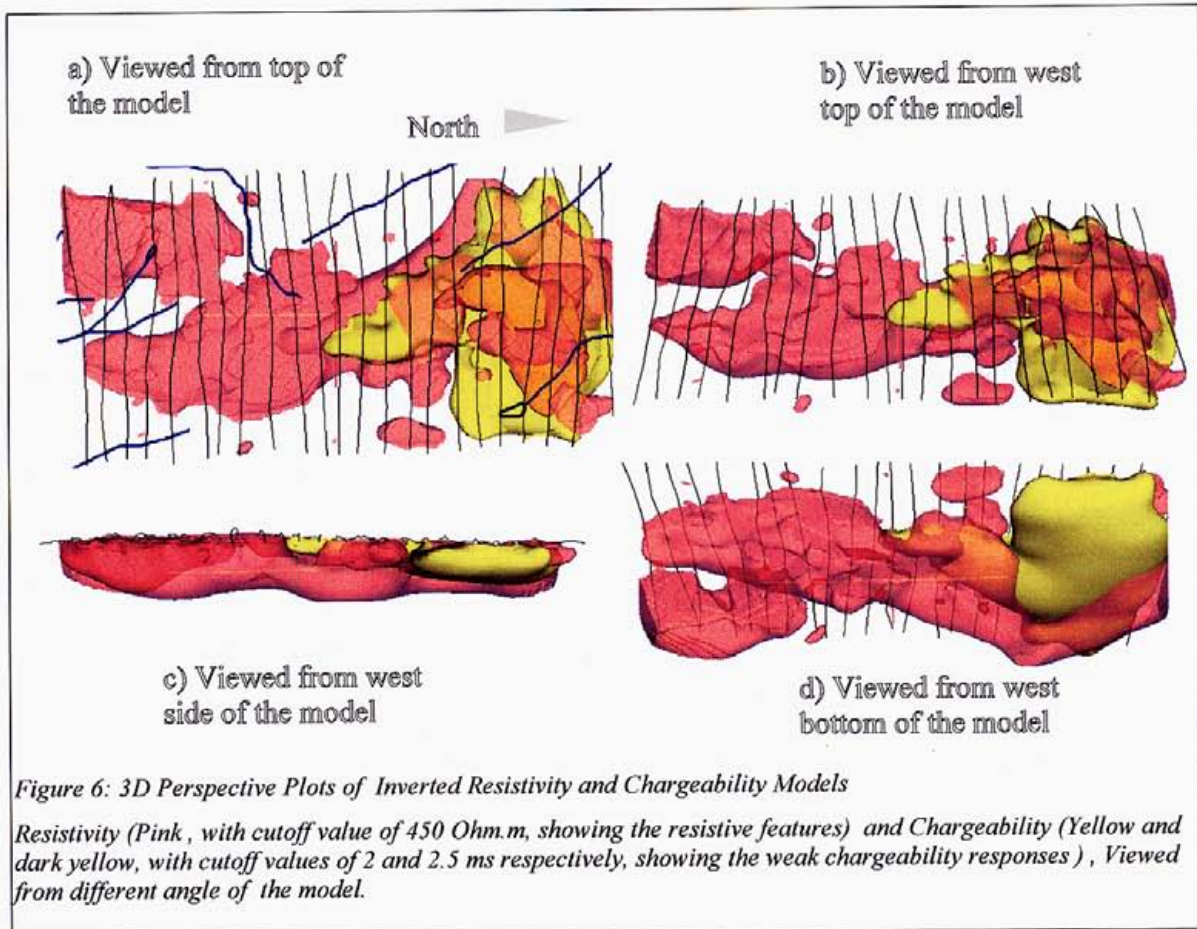 a) Viewed from top of
the model
North
b) Viewed from west
top of the model
c) Viewed from west
side of the model
d) Viewed from west
bottom of the model
Figure 6: 3D Perspective Plots of Inverted Resistivity and Chargeability Models
Resistivity (Pink , with cutoff value of 450 Ohm.m, showing the resistive features) and Chargeability (Yellow and
dark yellow, with cutoff values of 2 and 2.5 ms respectively, showing the weak chargeability responses ) , Viewed
from different angle of the model.